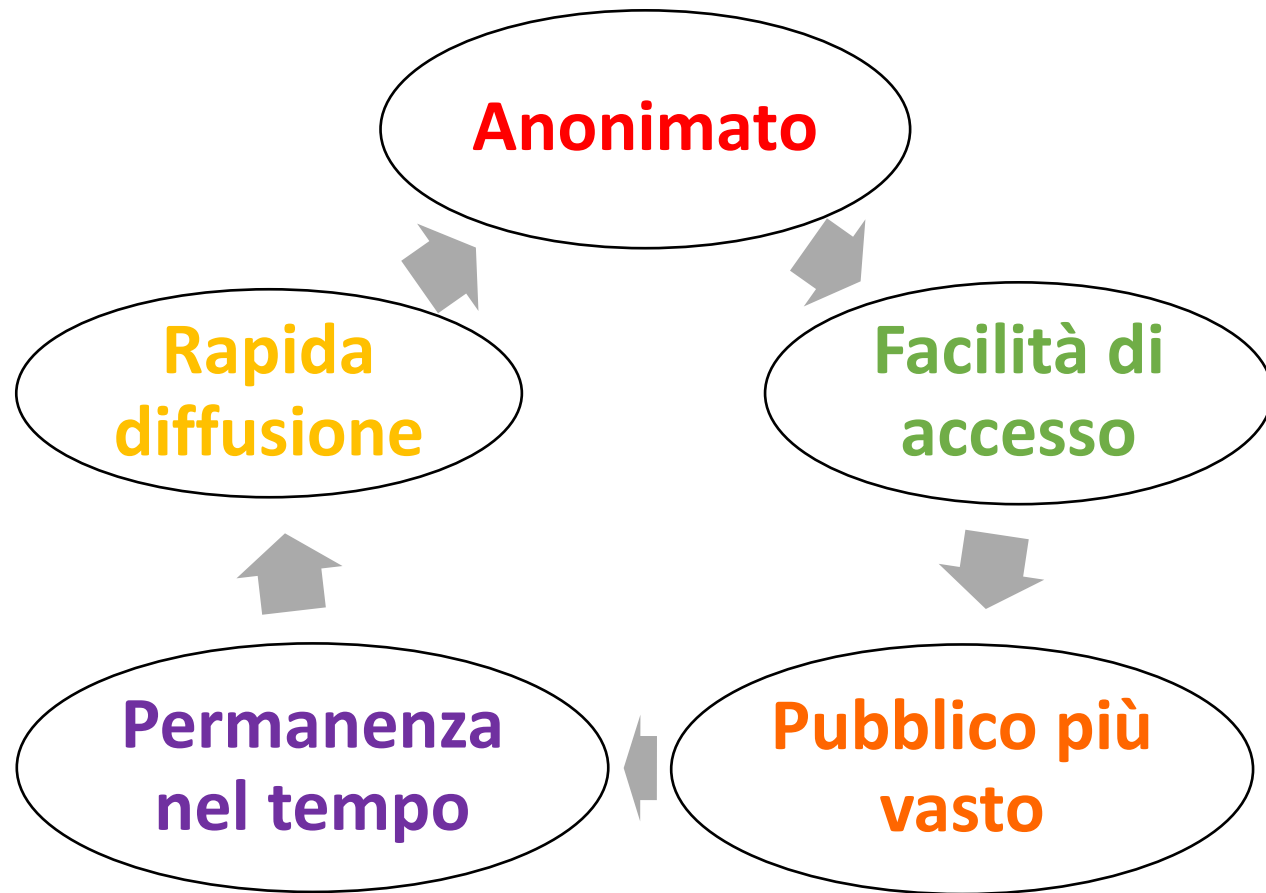 Anonimato
Rapida
diffusione
Facilità di
accesso
Permanenza
nel tempo
Pubblico più
vasto